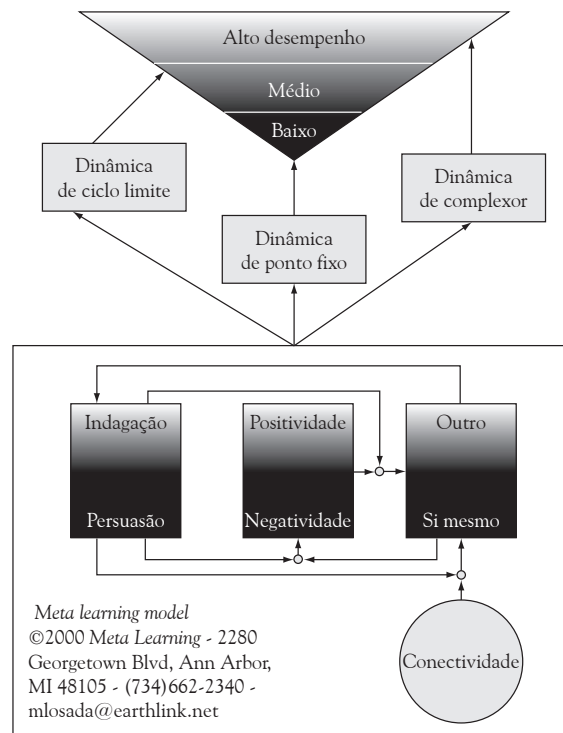 Alto desempenho
Médio
Baixo
Dinâmica
de ciclo limite
Dinâmica
de ponto fixo
Dinâmica
de complexor
Indagação
Positividade
Outro
Persuasão
Negatividade
Si mesmo
Conectividade
Meta learning model
©2000 Meta Learning - 2280
Georgetown Blvd, Ann Arbor,
MI 48105 - (734)662-2340 -
mlosada@earthlink.net